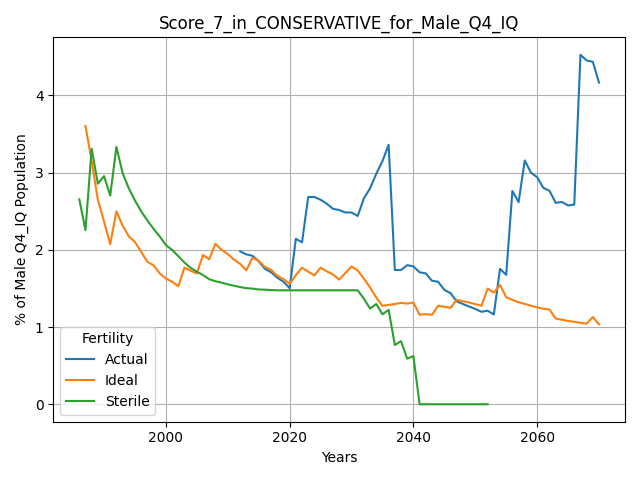 Score_7_in_CONSERVATIVE_for_Male_Q4_IQ
% of Male Q4_IQ Population
4
3
2
1
0
Fertility
Actual
Ideal
Sterile
2000
2020
2040
2060
Years